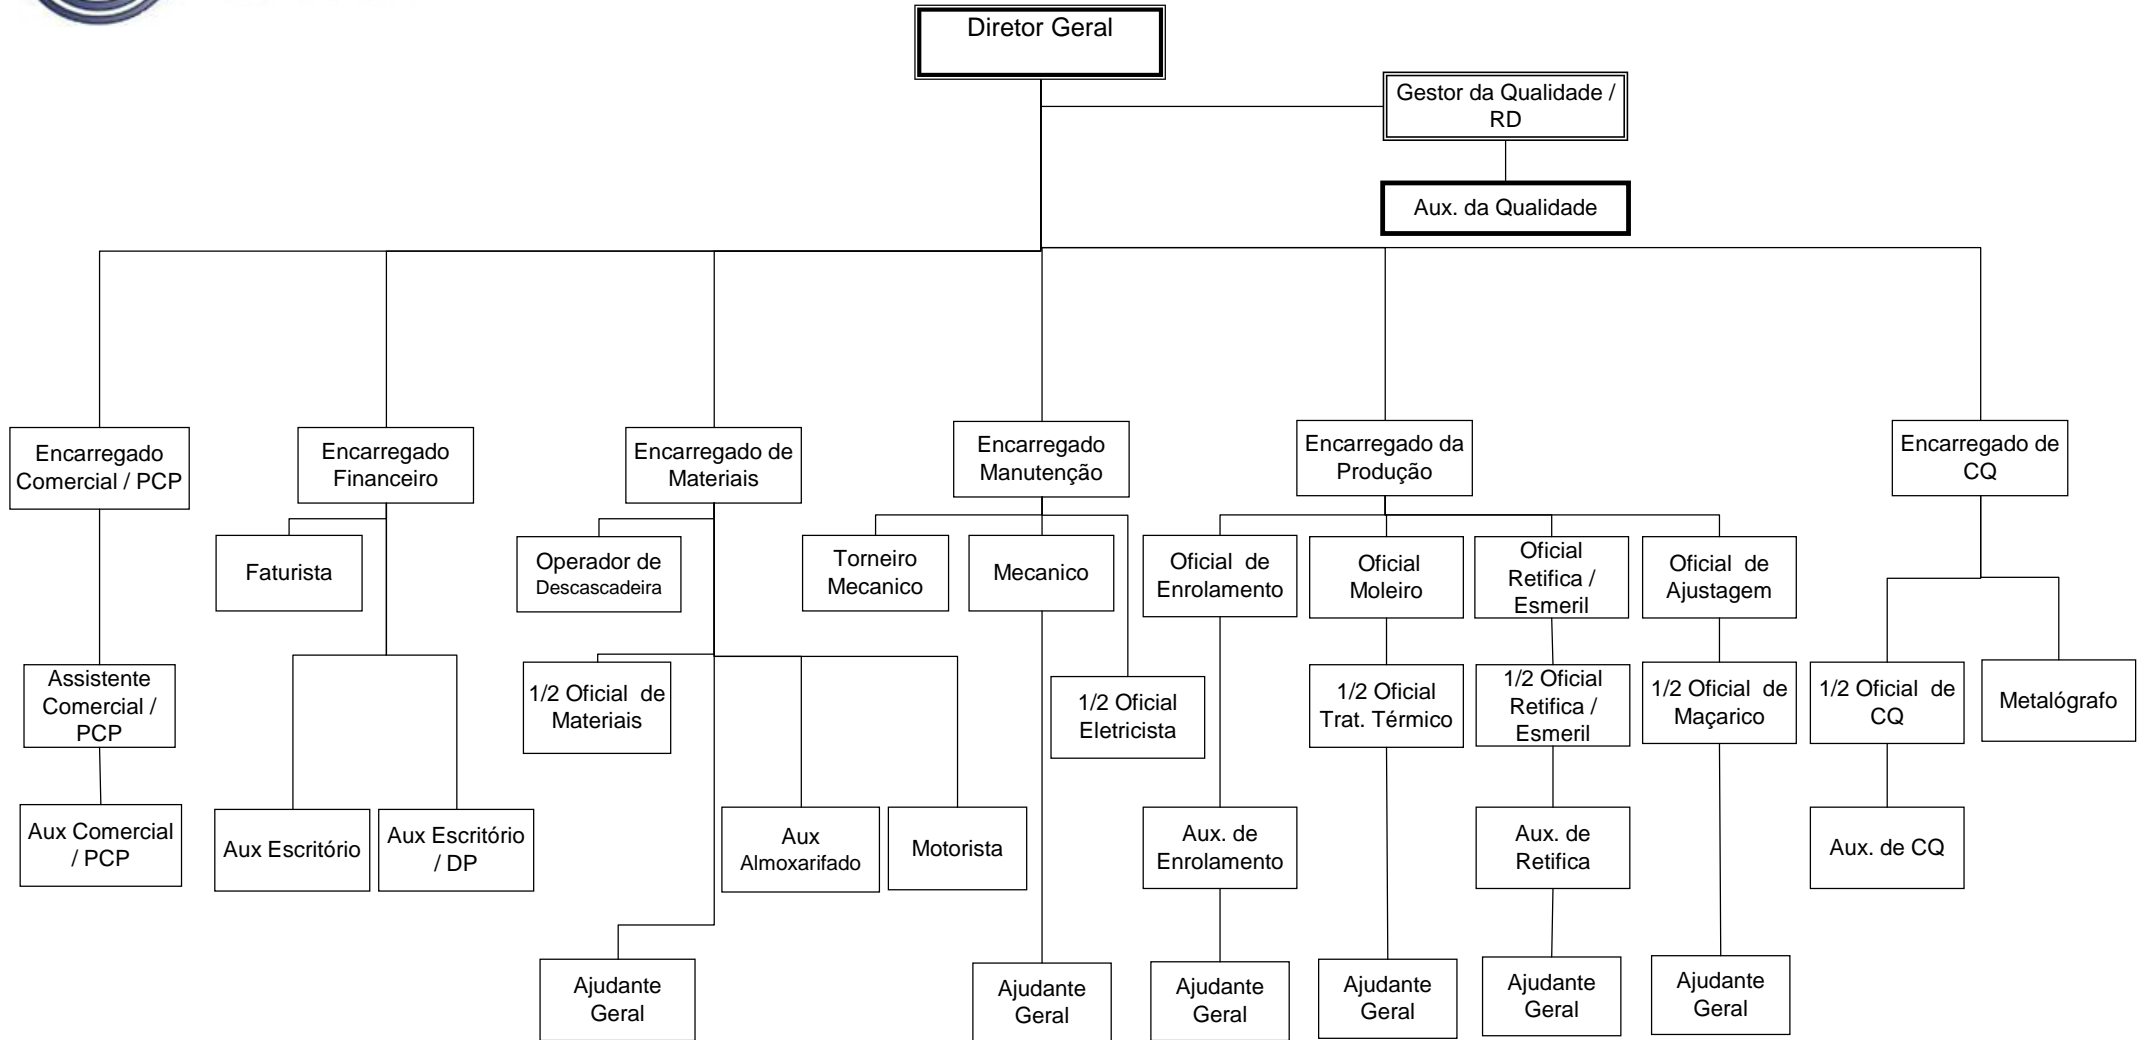 Diretor Geral
Gestor da Qualidade /
RD
Aux. da Qualidade
Encarregado
Comercial / PCP
Encarregado
Financeiro
Encarregado de
Materiais
Encarregado
Manutenção
Encarregado da
Produção
Encarregado de
CQ
Faturista
Operador de
Descascadeira
Torneiro
Mecanico
Mecanico
Oficial de
Enrolamento
Oficial
Moleiro
Oficial
Retifica /
Esmeril
Oficial de
Ajustagem
Assistente
Comercial /
PCP
1/2 Oficial de
Materiais
1/2 Oficial
Eletricista
1/2 Oficial
Trat. Térmico
1/2 Oficial
Retifica /
Esmeril
1/2 Oficial de
Maçarico
1/2 Oficial de
CQ
Metalógrafo
Aux Comercial
/ PCP
Aux Escritório
Aux Escritório
/ DP
Aux
Almoxarifado
Motorista
Aux. de
Enrolamento
Aux. de
Retifica
Aux. de CQ
Ajudante
Geral
Ajudante
Geral
Ajudante
Geral
Ajudante
Geral
Ajudante
Geral
Ajudante
Geral